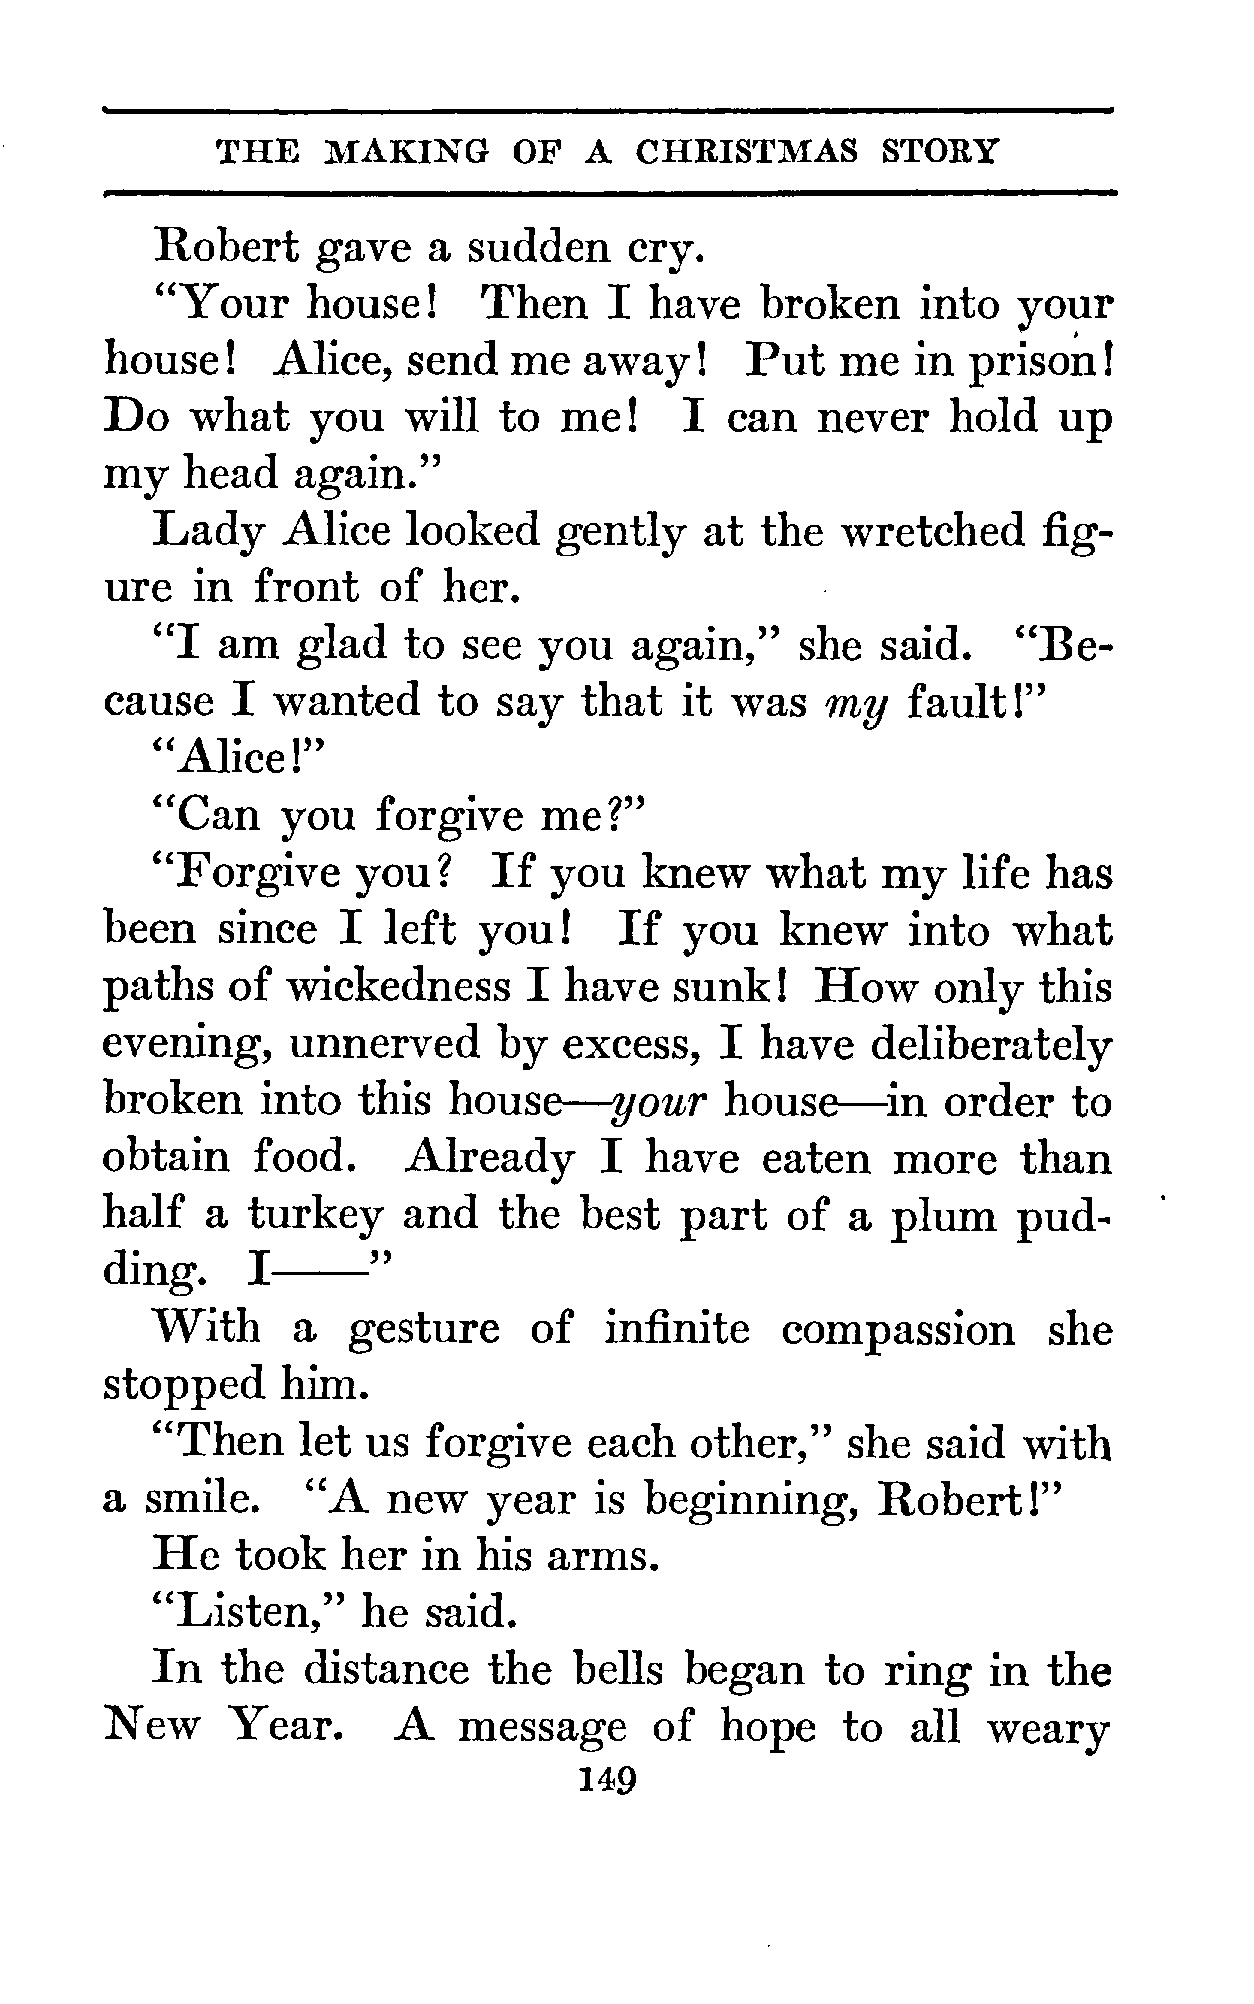 THE MAKING OF A CHRISTMAS STORY
Robert gave a sudden cry.
“Your house! Then I have broken into your
house! Alice, send me away! Put me in prison!
Do what you will to me! I can never hold up
my head again.”
Lady Alice looked gently at the wretched fig-
ure in front of her.
“I am glad to see you again,” she said. “Be-
cause I wanted to say that it was my fault!”
“Alice!”
“Can you forgive me?”
“Forgive you? If you knew what my life has
been since I left you! If you knew into what
paths of wickedness I have sunk! How only this
evening, unnerved by excess, I have deliberately
broken into this house—your house—in order to
obtain food. Already I have eaten more than
half a turkey and the best part of a plum pud-
ding. I——”
With a gesture of infinite compassion she
stopped him.
“Then let us forgive each other,” she said with
a smile. “A new year is beginning, Robert!”
He took her in his arms.
“Listen,” he said.
In the distance the bells began to ring in the
New Year. A message of hope to all weary
149